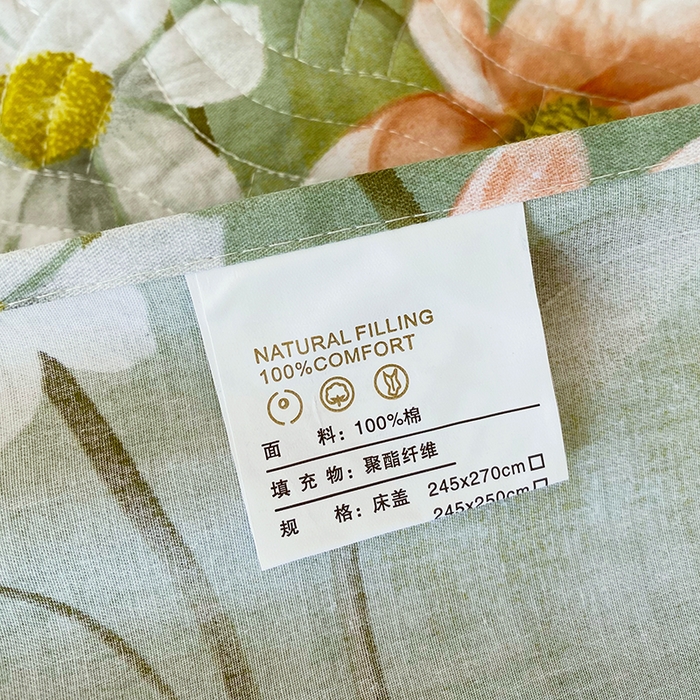 NATURAL FILLING
100%COMFORT
面 料：100%棉
填 充 物：聚酯纤维
规 格：床盖 245x270cm□
245x250cm□